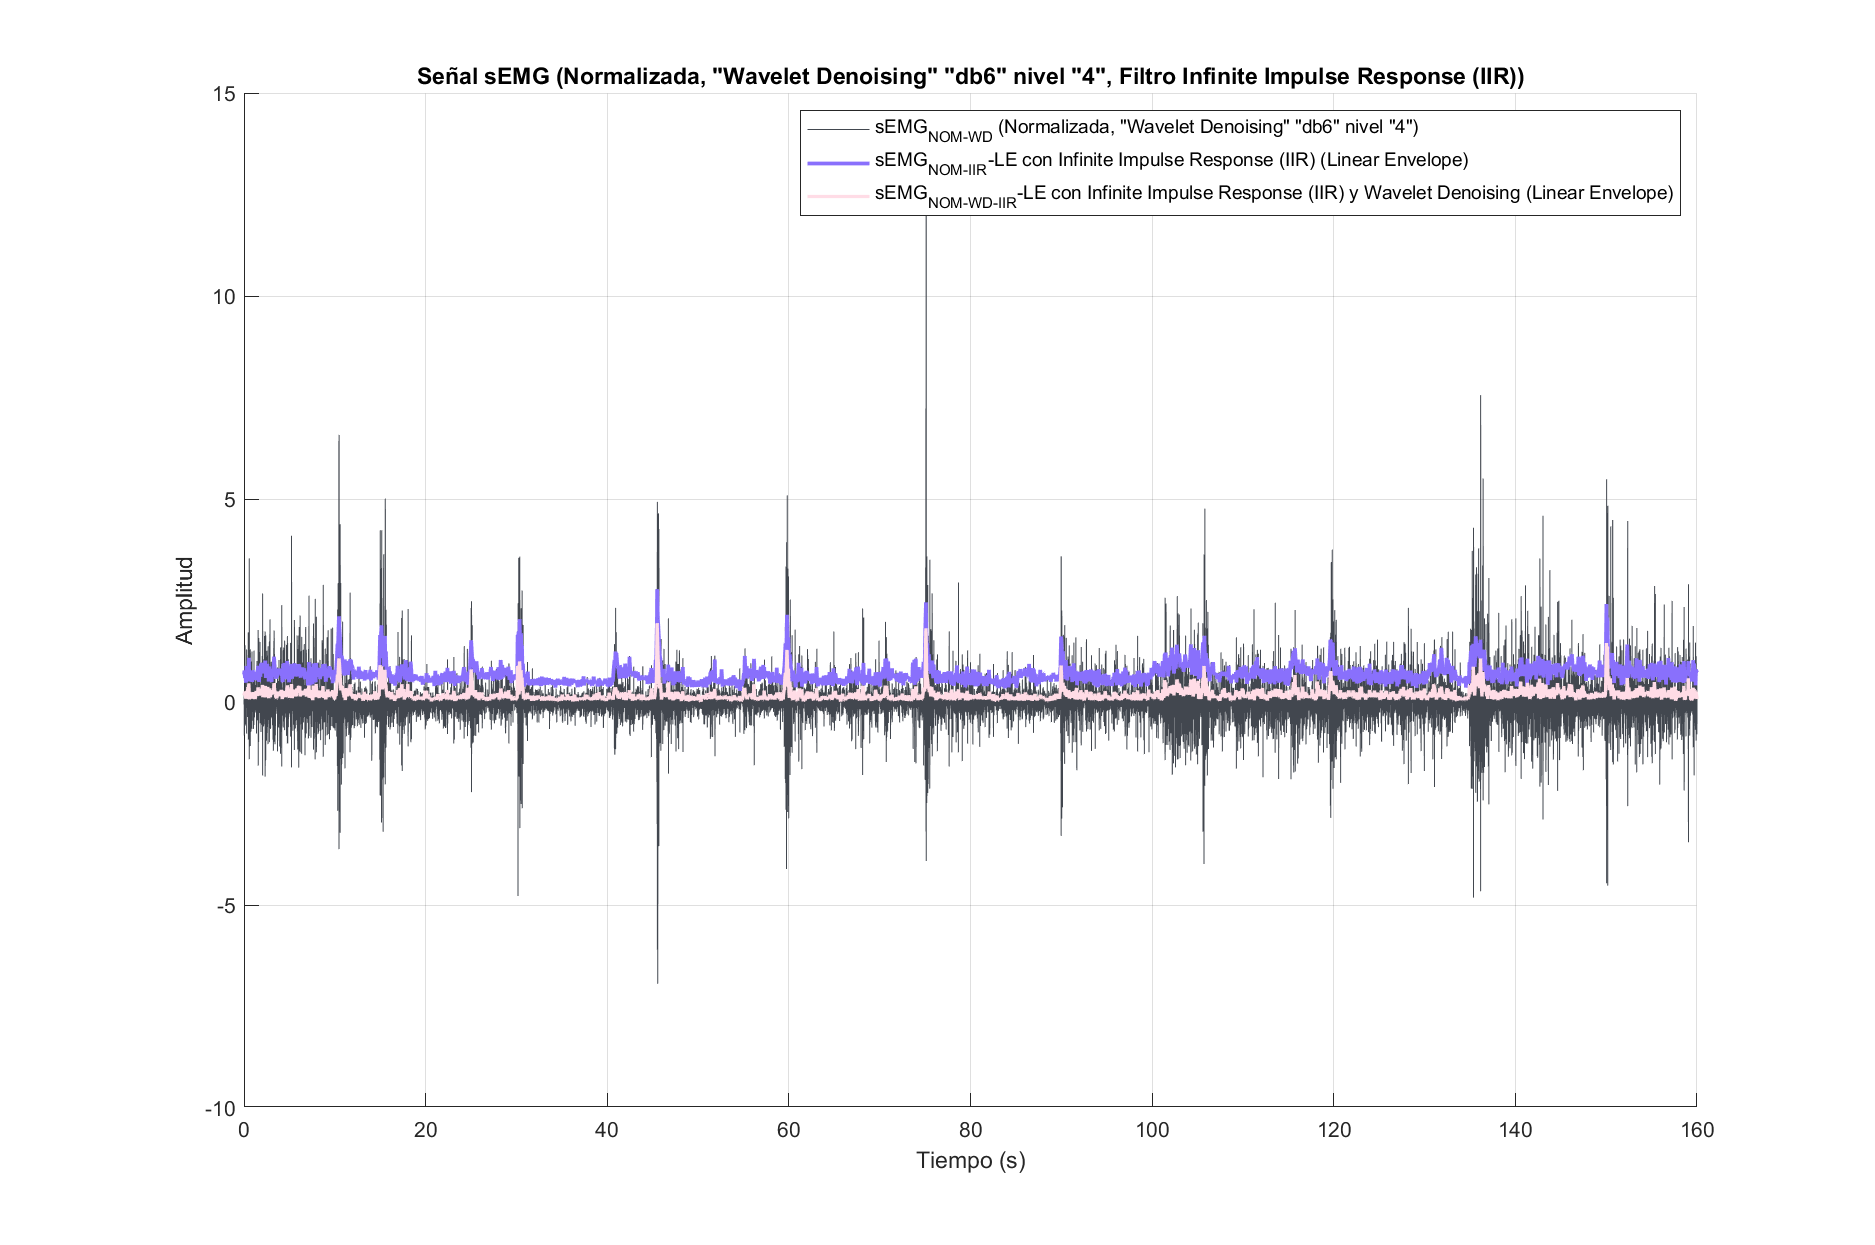 Señal sEMG (Normalizada, "Wavelet Denoising" "db6" nivel "4", Filtro Infinite Impulse Response (IIR))
sEMG_NOM-WD (Normalizada, "Wavelet Denoising" "db6" nivel "4")
sEMG_NOM-IIR-LE con Infinite Impulse Response (IIR) (Linear Envelope)
sEMG_NOM-WD-IIR-LE con Infinite Impulse Response (IIR) y Wavelet Denoising (Linear Envelope)
15
10
5
0
-5
-10
Amplitud
0 20 40 60 80 100 120 140 160
Tiempo (s)